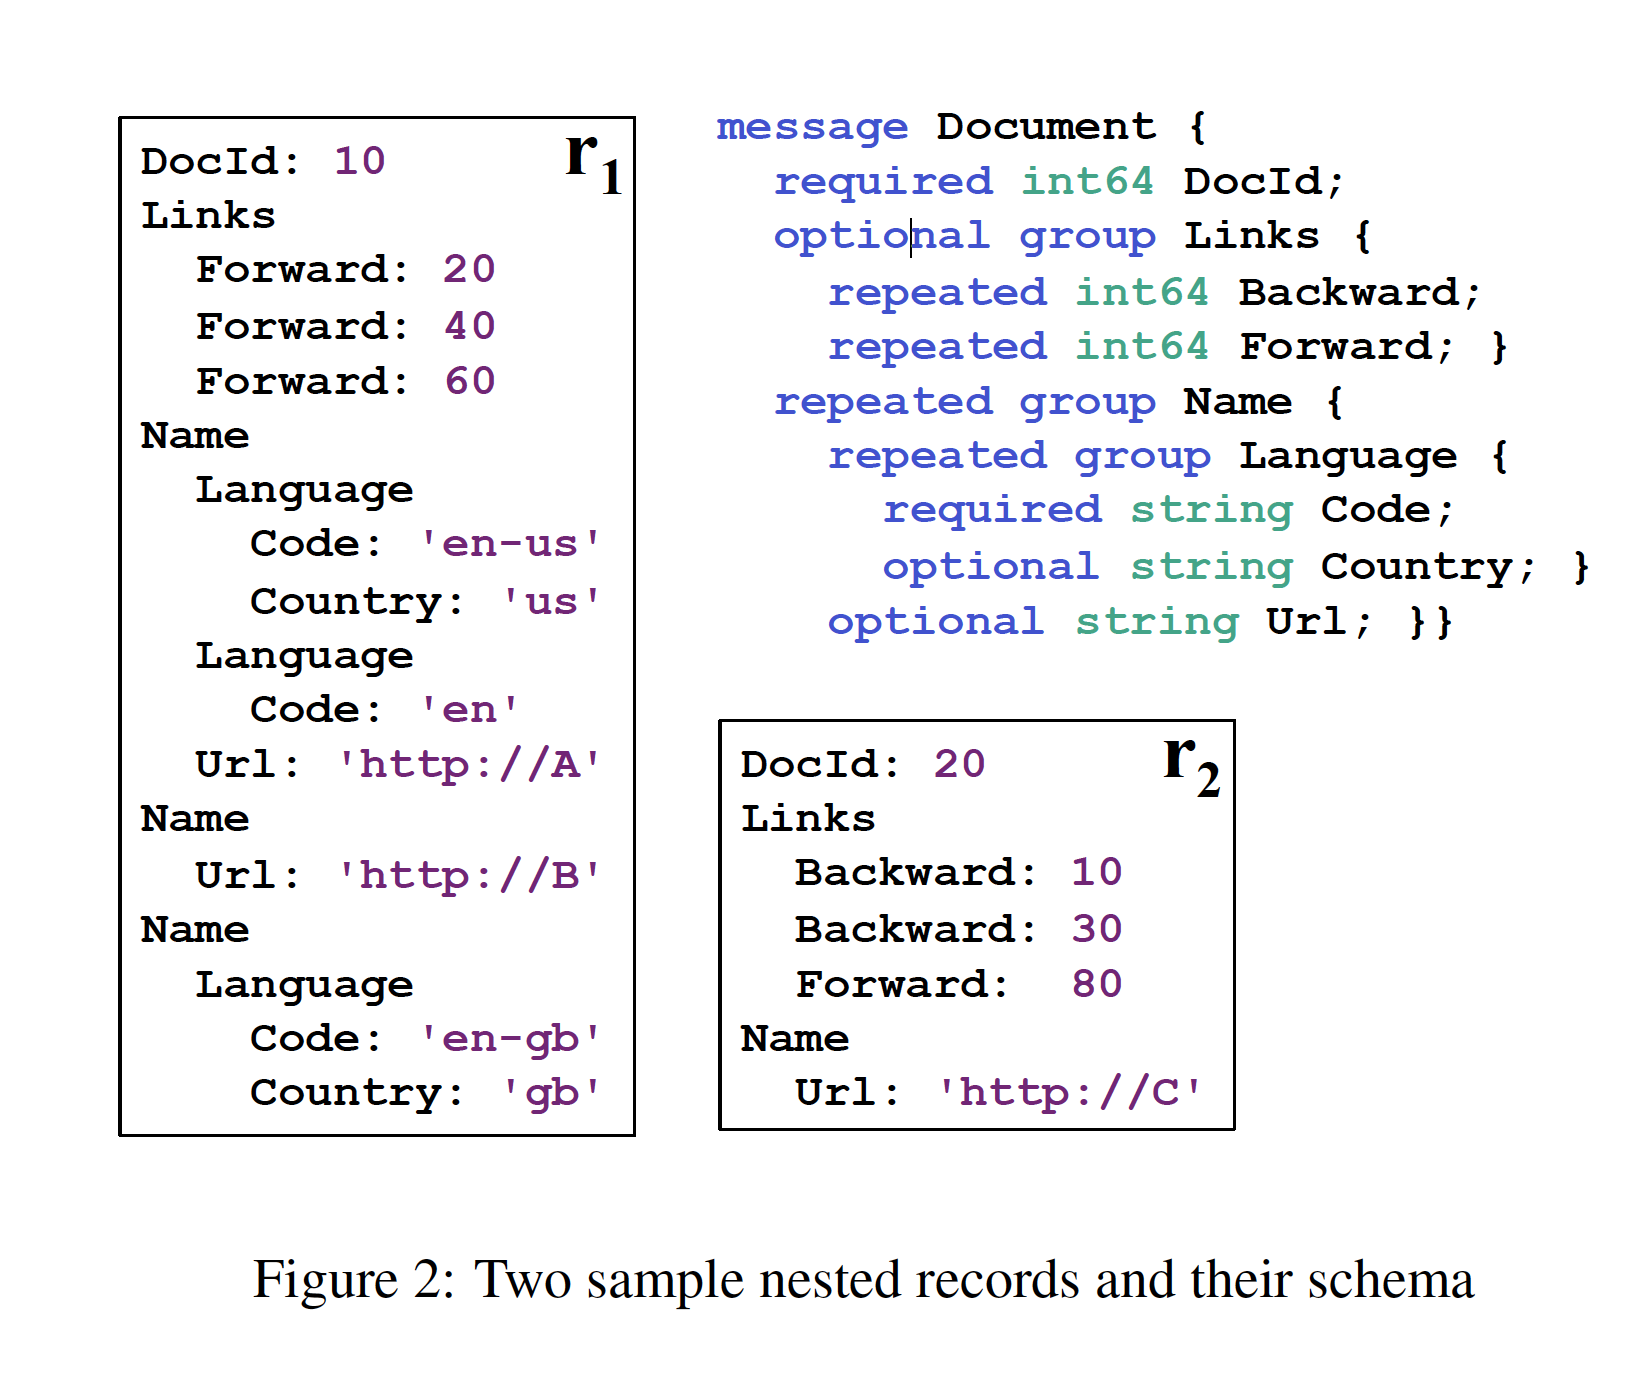 DocId: 10 r1
Links
Forward: 20
Forward: 40
Forward: 60
Name
Language
Code: 'en-us'
Country: 'us'
Language
Code: 'en'
Url: 'http://A'
Name
Url: 'http://B'
Name
Language
Code: 'en-gb'
Country: 'gb'
message Document {
required int64 DocId;
optional group Links {
repeated int64 Backward;
repeated int64 Forward; }
repeated group Name {
repeated group Language {
required string Code;
optional string Country; }
optional string Url; }}
DocId: 20 r2
Links
Backward: 10
Backward: 30
Forward: 80
Name
Url: 'http://C'
Figure 2: Two sample nested records and their schema